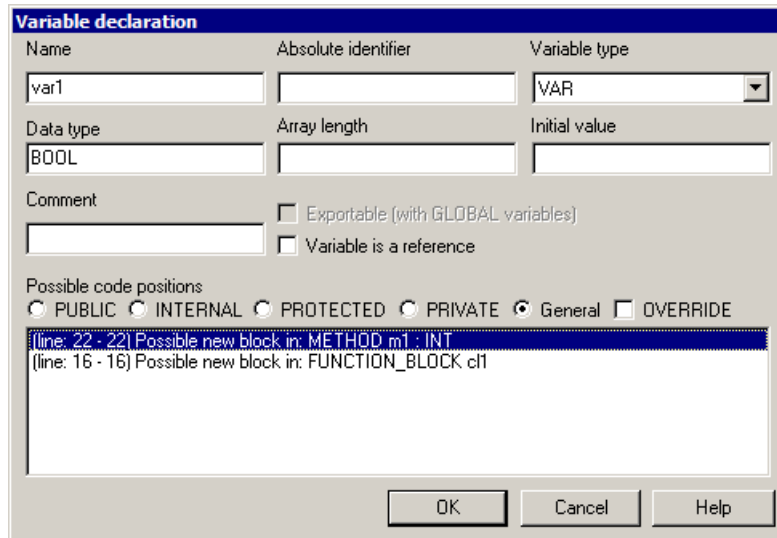 Variable declaration
Name Absolute identifier Variable type
var1 VAR
Data type Array length Initial value
BOOL
Comment
Exportable (with GLOBAL variables)
Variable is a reference
Possible code positions
PUBLIC INTERNAL PROTECTED PRIVATE General OVERRIDE
(line: 22 - 22) Possible new block in: METHOD m1 : INT
(line: 16 - 16) Possible new block in: FUNCTION_BLOCK cl1
OK Cancel Help